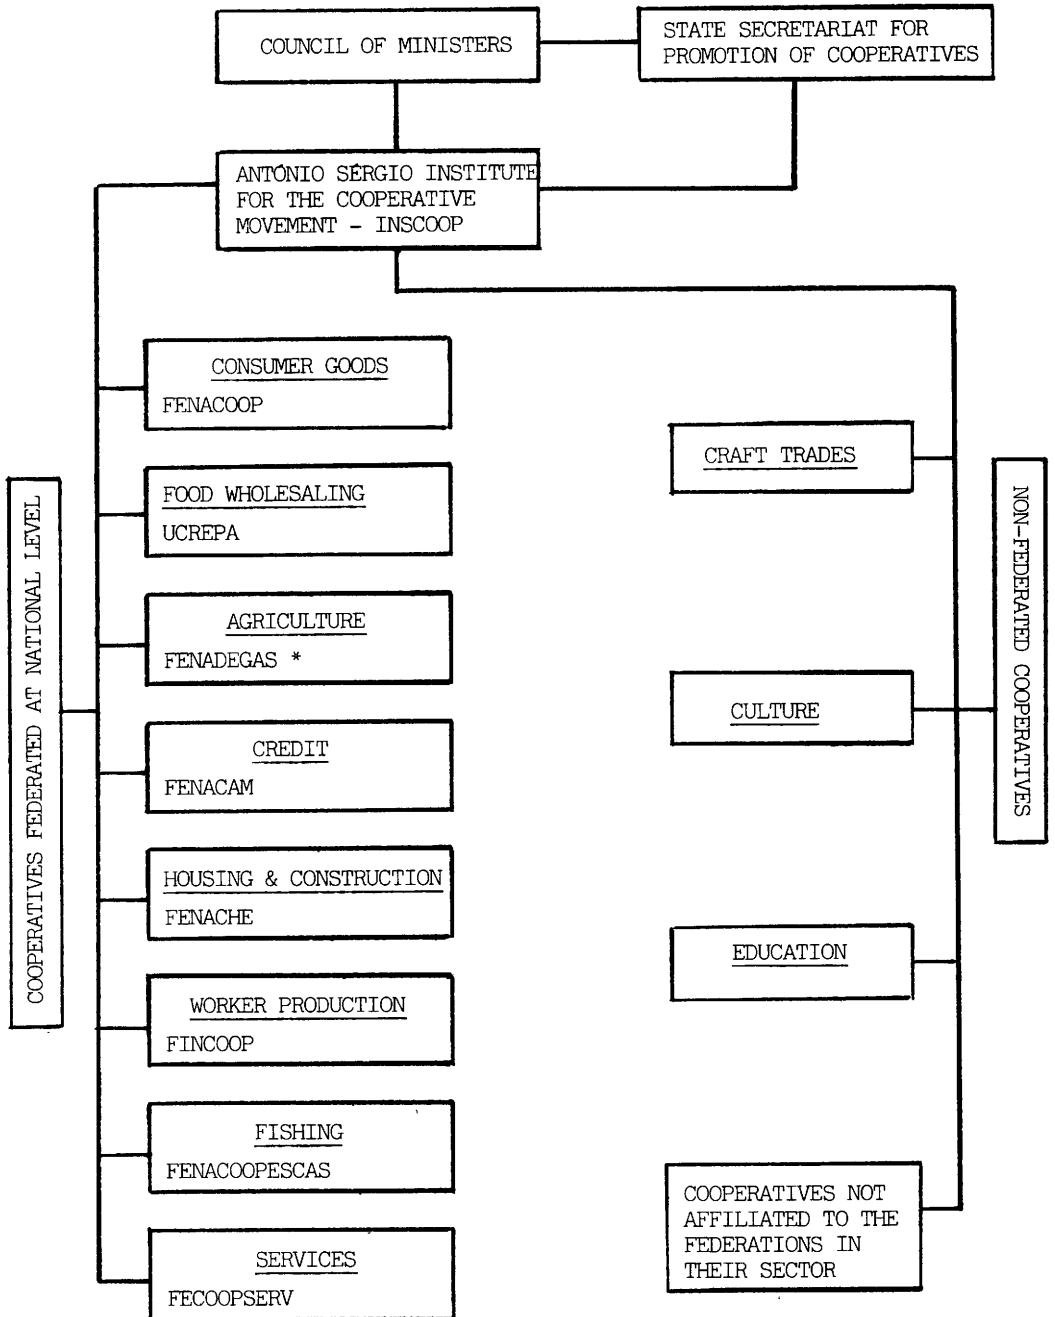 COUNCIL OF MINISTERS
STATE SECRETARIAT FOR
PROMOTION OF COOPERATIVES
ANTÓNIO SÉRGIO INSTITUTE
FOR THE COOPERATIVE
MOVEMENT - INSCOOP
COOPERATIVES FEDERATED AT NATIONAL LEVEL
CONSUMER GOODS
FENACOOP
FOOD WHOLESALING
UCREPA
AGRICULTURE
FENADEGAS *
CREDIT
FENACAM
HOUSING & CONSTRUCTION
FENACHE
WORKER PRODUCTION
FINCOOP
FISHING
FENACOOPESCAS
SERVICES
FECOOPSERV
CRAFT TRADES
CULTURE
EDUCATION
COOPERATIVES NOT
AFFILIATED TO THE
FEDERATIONS IN
THEIR SECTOR
NON-FEDERATED COOPERATIVES